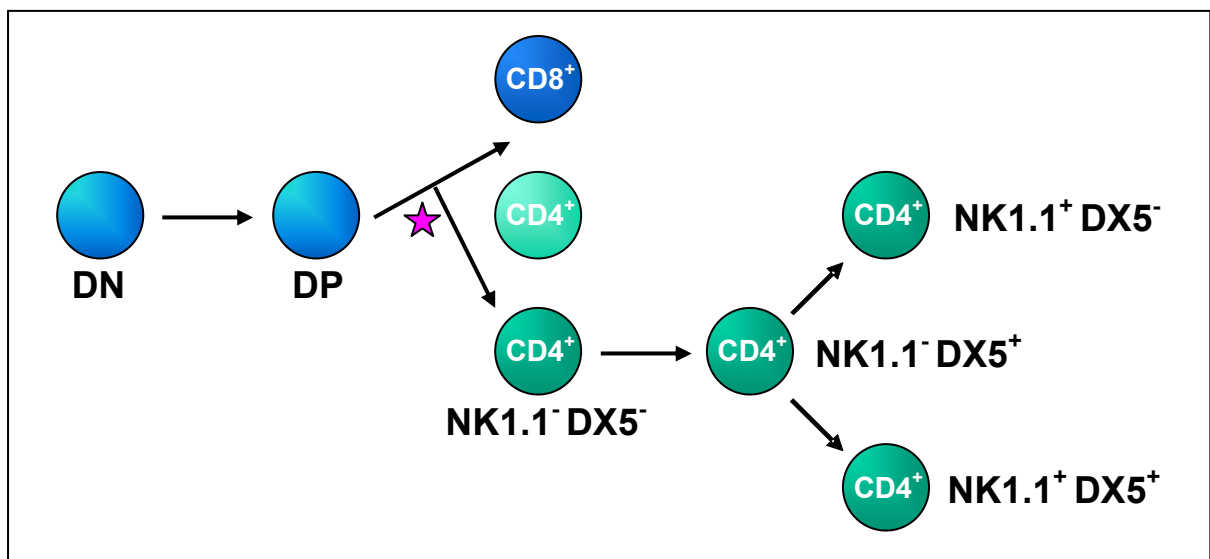 CD8⁺
CD4⁺
CD4⁺
NK1.1⁺ DX5⁻
DN
DP
CD4⁺
CD4⁺
NK1.1⁻ DX5⁺
NK1.1⁻ DX5⁻
CD4⁺
NK1.1⁺ DX5⁺